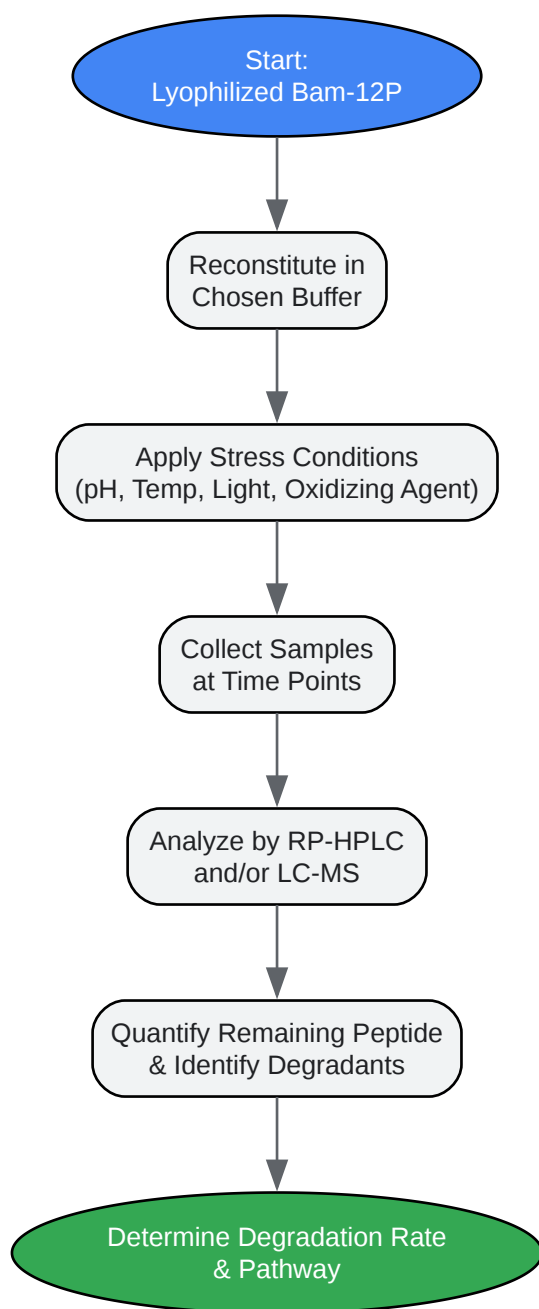 Start:
Lyophilized Bam-12P
Reconstitute in
Chosen Buffer
Apply Stress Conditions
(pH, Temp, Light, Oxidizing Agent)
Collect Samples
at Time Points
Analyze by RP-HPLC
and/or LC-MS
Quantify Remaining Peptide
& Identify Degradants
Determine Degradation Rate
& Pathway